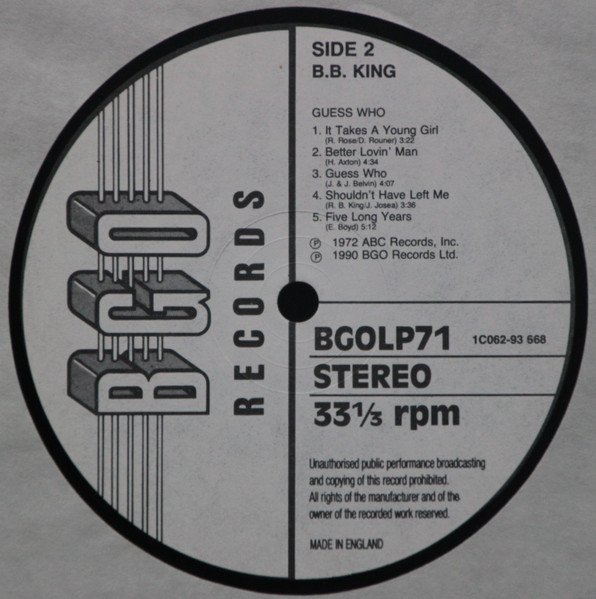 BGO
RECORDS
SIDE 2
B.B. KING
GUESS WHO
1. It Takes A Young Girl
(R. Rose/D. Rouner) 3:22
2. Better Lovin' Man
(H. Axton) 4:34
3. Guess Who
(J. & J. Belvin) 4:07
4. Shouldn't Have Left Me
(R. B. King/J. Josea) 3:36
5. Five Long Years
(E. Boyd) 5:12
Ⓟ 1972 ABC Records, Inc.
Ⓟ 1990 BGO Records Ltd.
BGOLP71 1C062-93 668
STEREO
33⅓ rpm
Unauthorised public performance broadcasting
and copying of this record prohibited.
All rights of the manufacturer and of the
owner of the recorded work reserved.
MADE IN ENGLAND